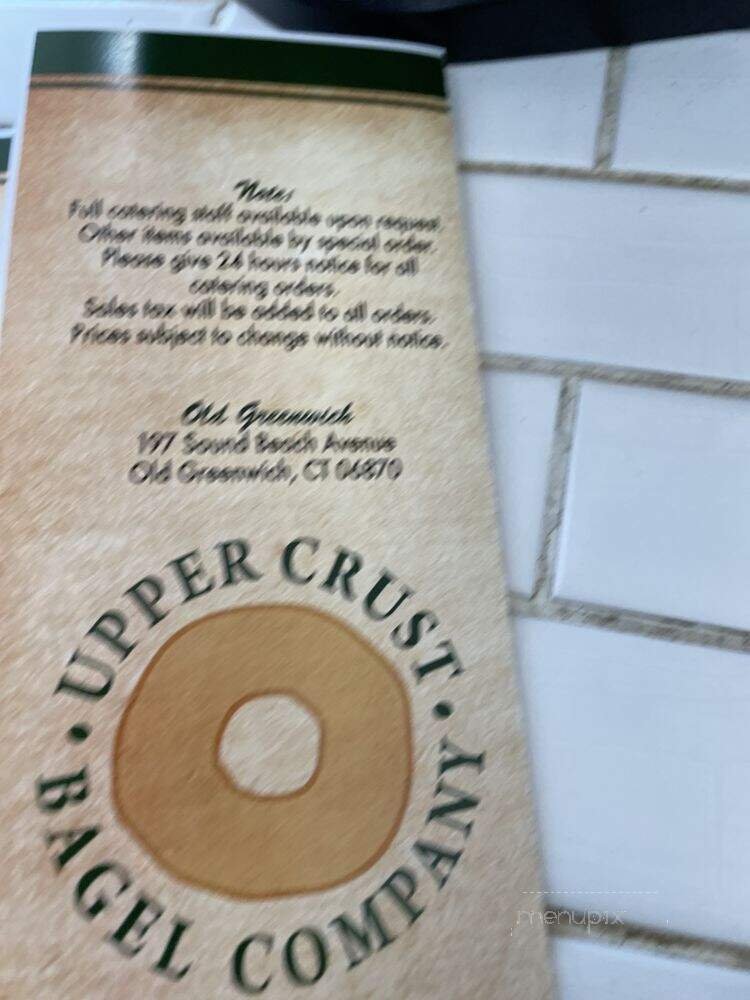 Notes
Full catering staff available upon request.
Other items available by special order.
Please give 24 hours notice for all
catering orders.
Sales tax will be added to all orders.
Prices subject to change without notice.
Old Greenwich
197 Sound Beach Avenue
Old Greenwich, CT 06870
UPPER CRUST
• BAGEL COMPANY •
menupix